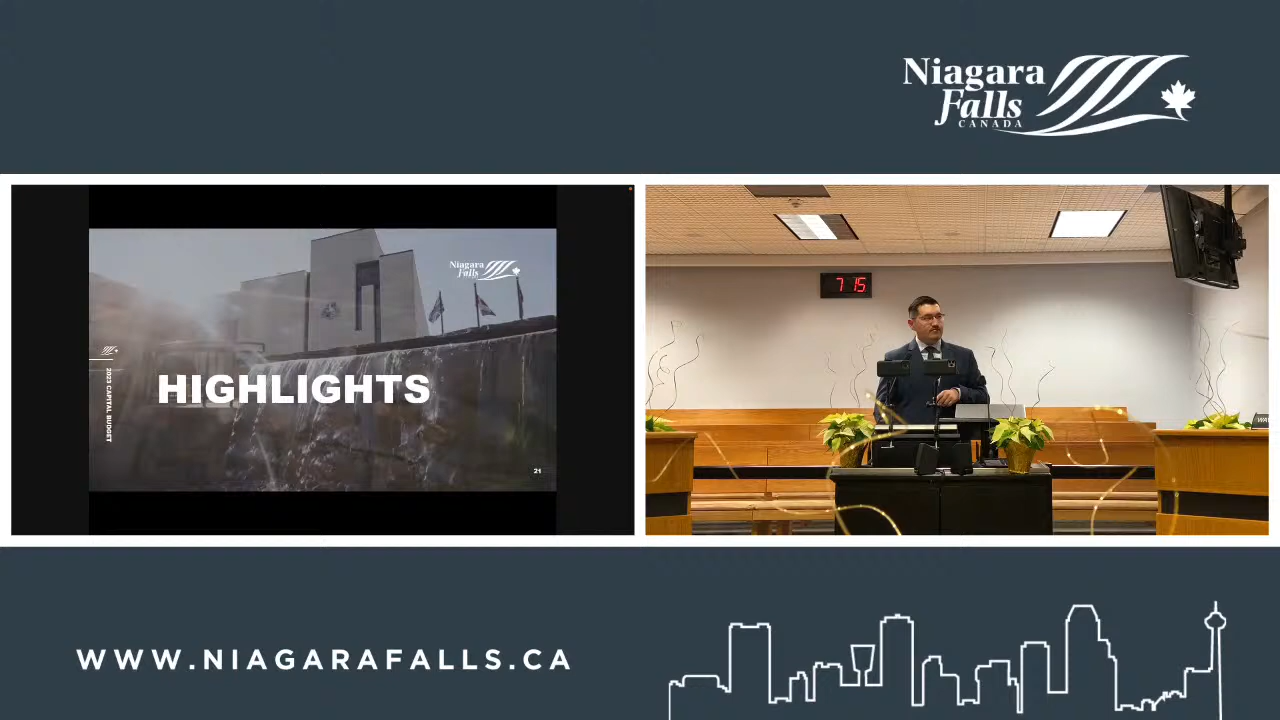 Niagara
Falls
CANADA
Niagara
Falls
2023 CAPITAL BUDGET
HIGHLIGHTS
21
7 15
WWW.NIAGARAFALLS.CA